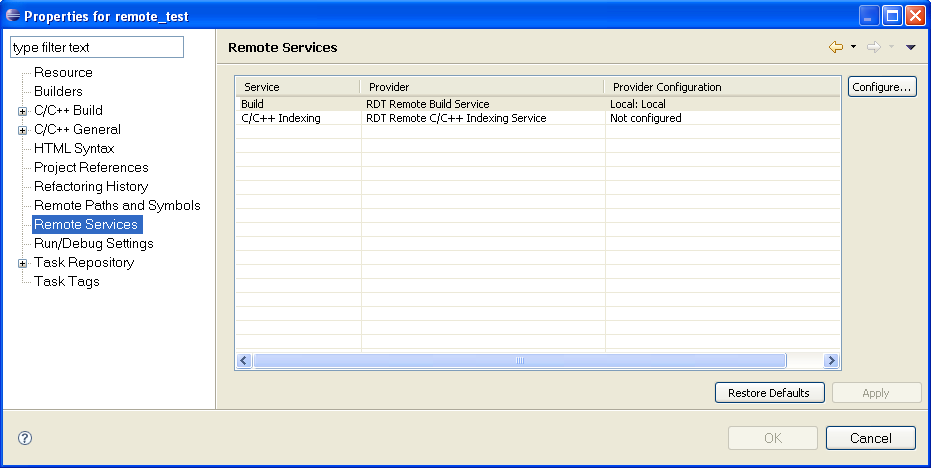 Properties for remote_test
type filter text
Resource
Builders
C/C++ Build
C/C++ General
HTML Syntax
Project References
Refactoring History
Remote Paths and Symbols
Remote Services
Run/Debug Settings
Task Repository
Task Tags
Remote Services
Service Provider Provider Configuration
Build RDT Remote Build Service Local: Local
C/C++ Indexing RDT Remote C/C++ Indexing Service Not configured
Configure...
Restore Defaults Apply
OK Cancel